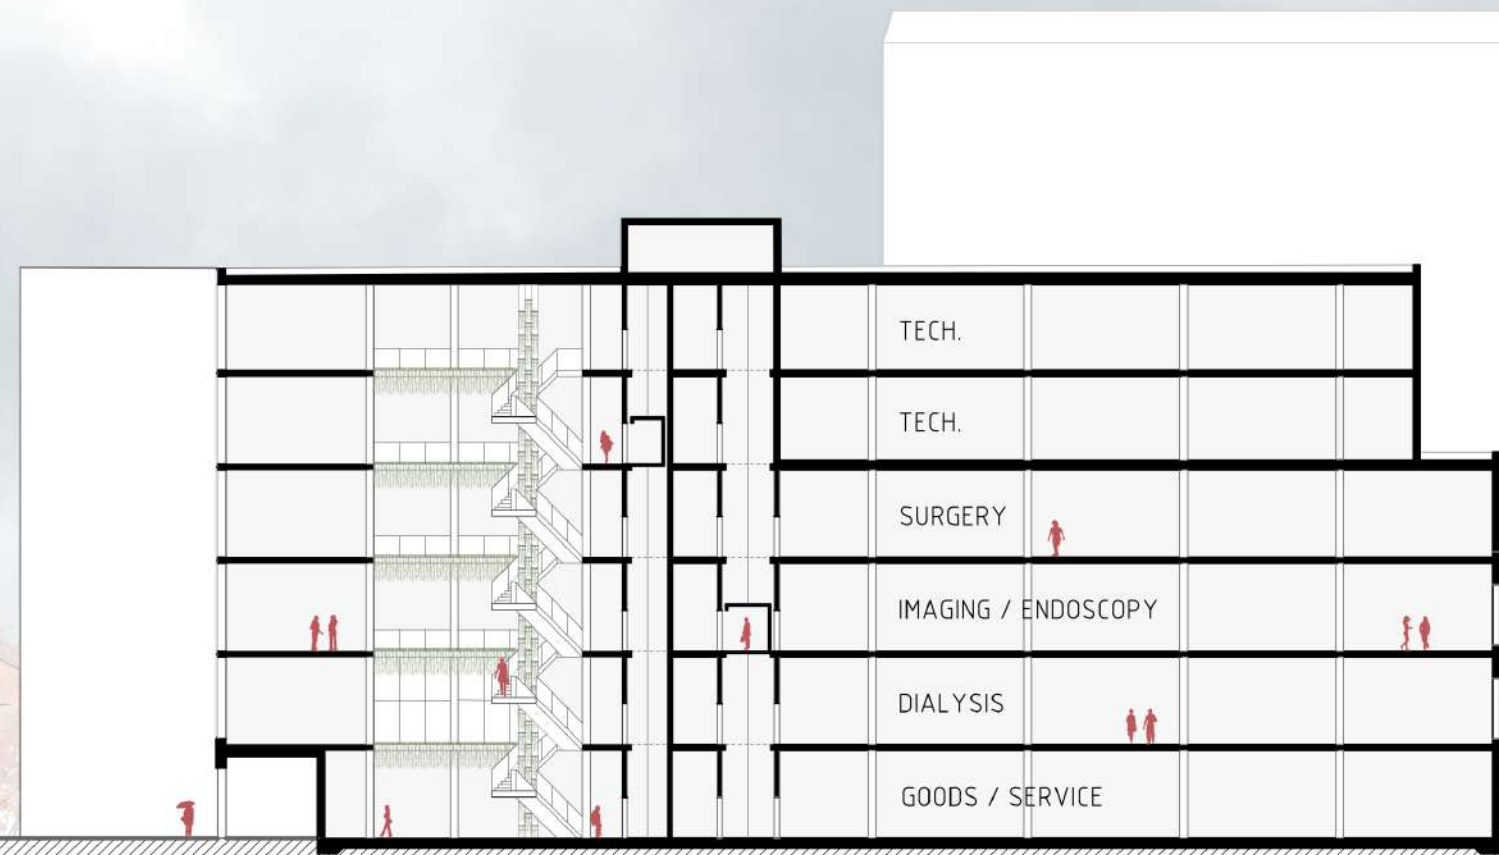 TECH.
TECH.
SURGERY
IMAGING / ENDOSCOPY
DIALYSIS
GOODS / SERVICE